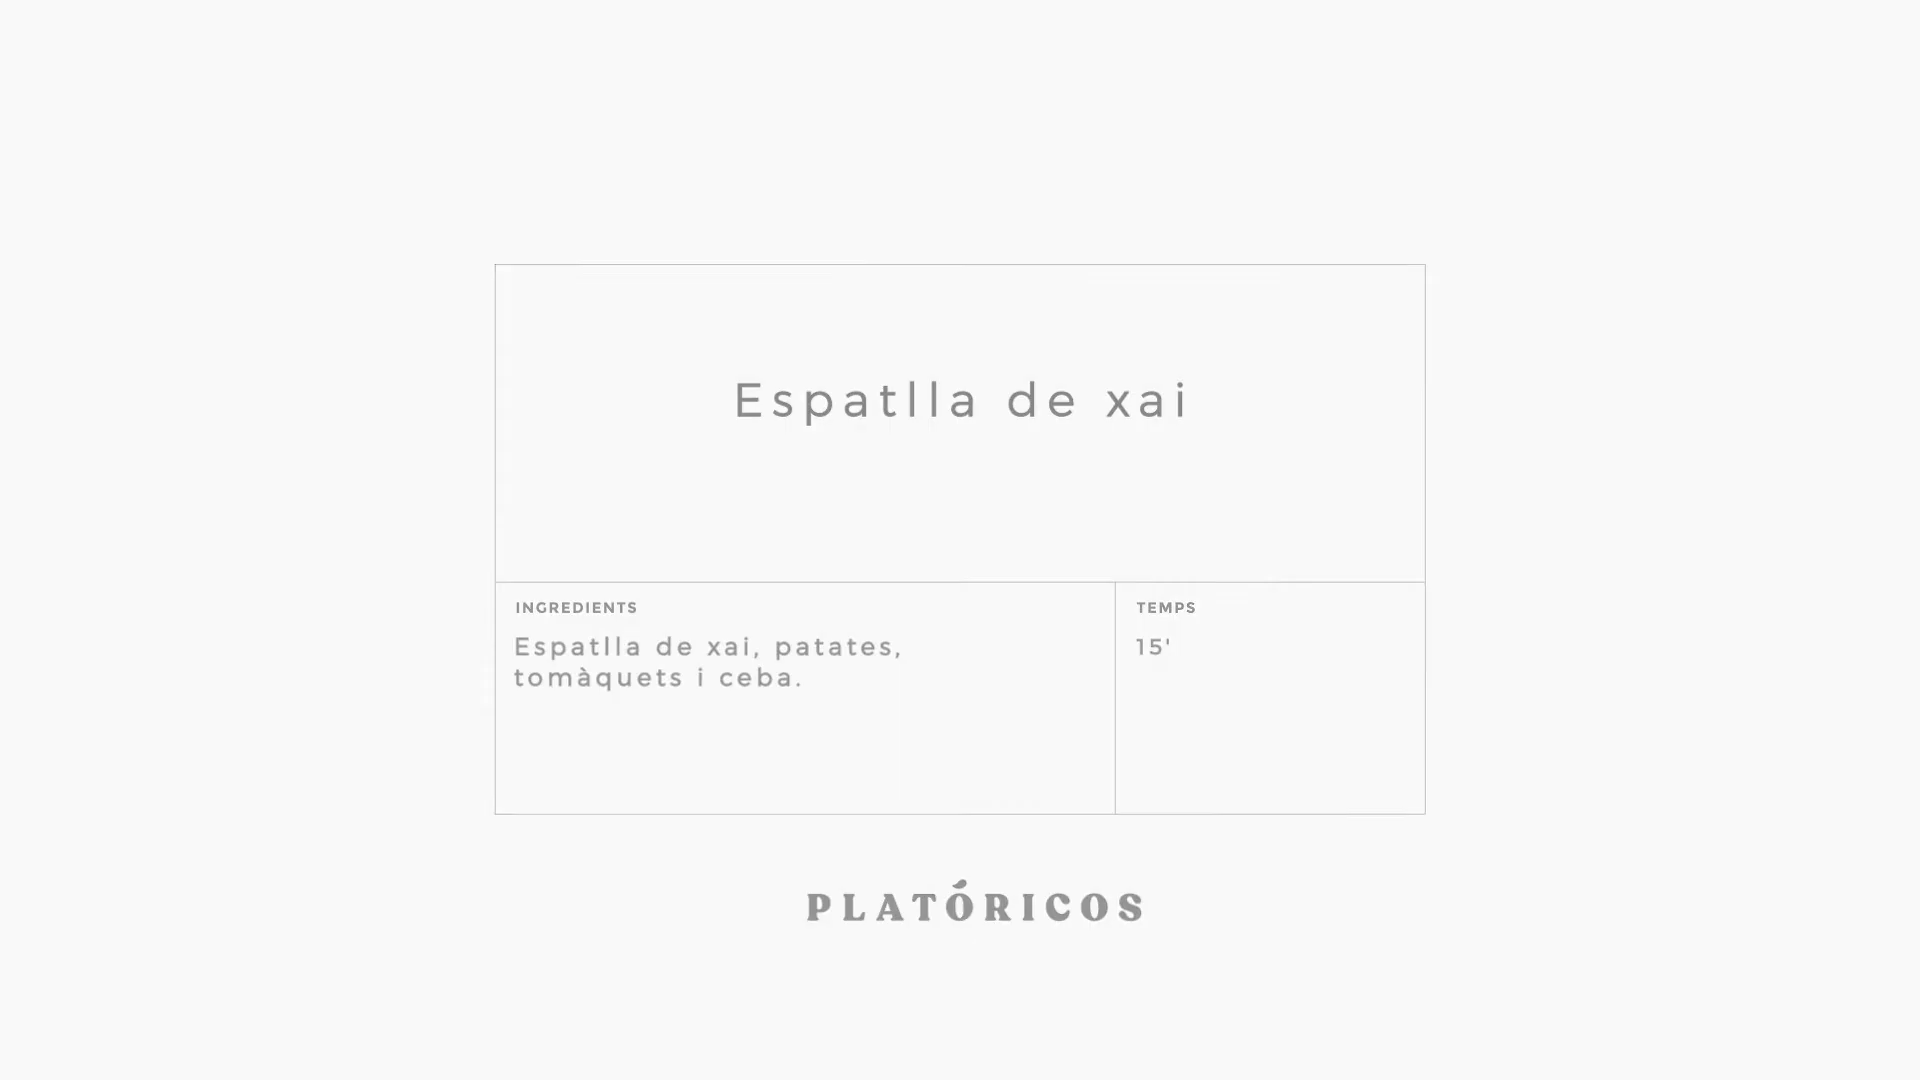 Espatlla de xai
INGREDIENTS
Espatlla de xai, patates,
tomàquets i ceba.
TEMPS
15'
PLATÓRICOS